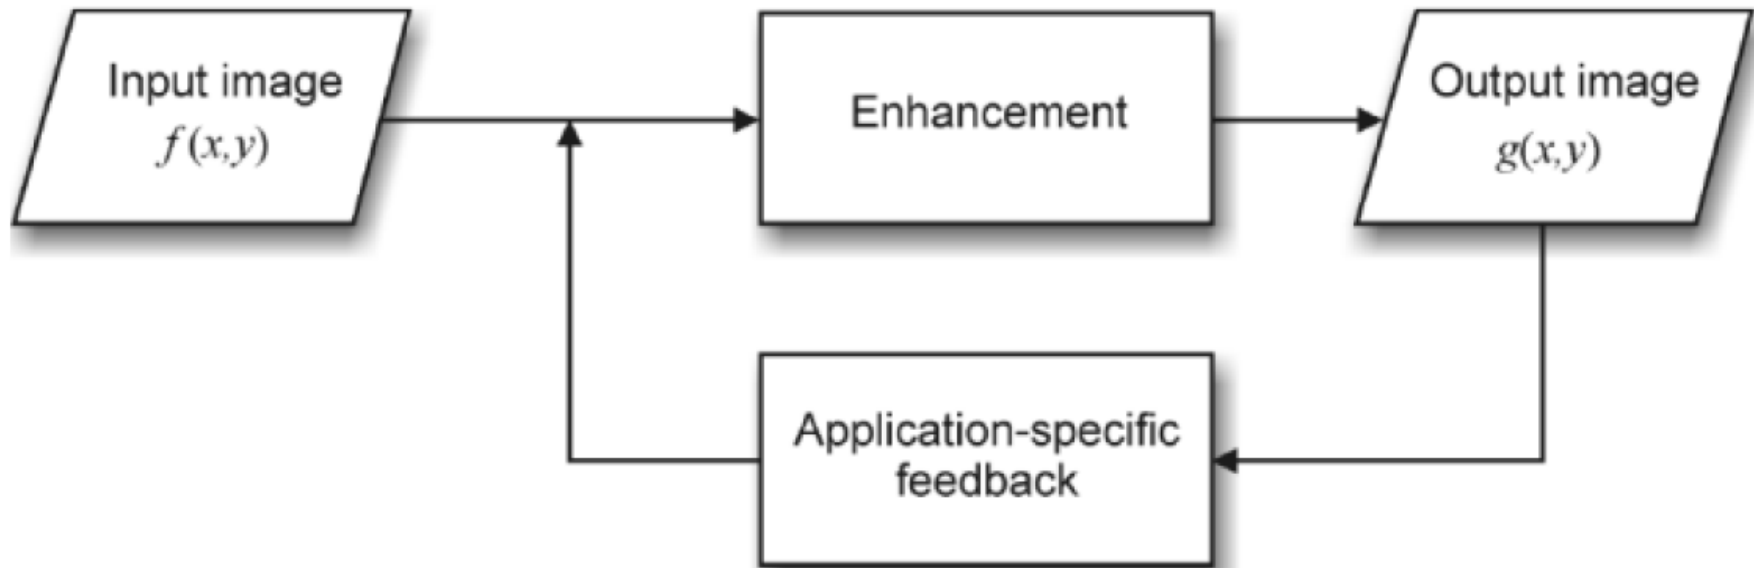 Input image
f(x,y)
Enhancement
Output image
g(x,y)
Application-specific
feedback